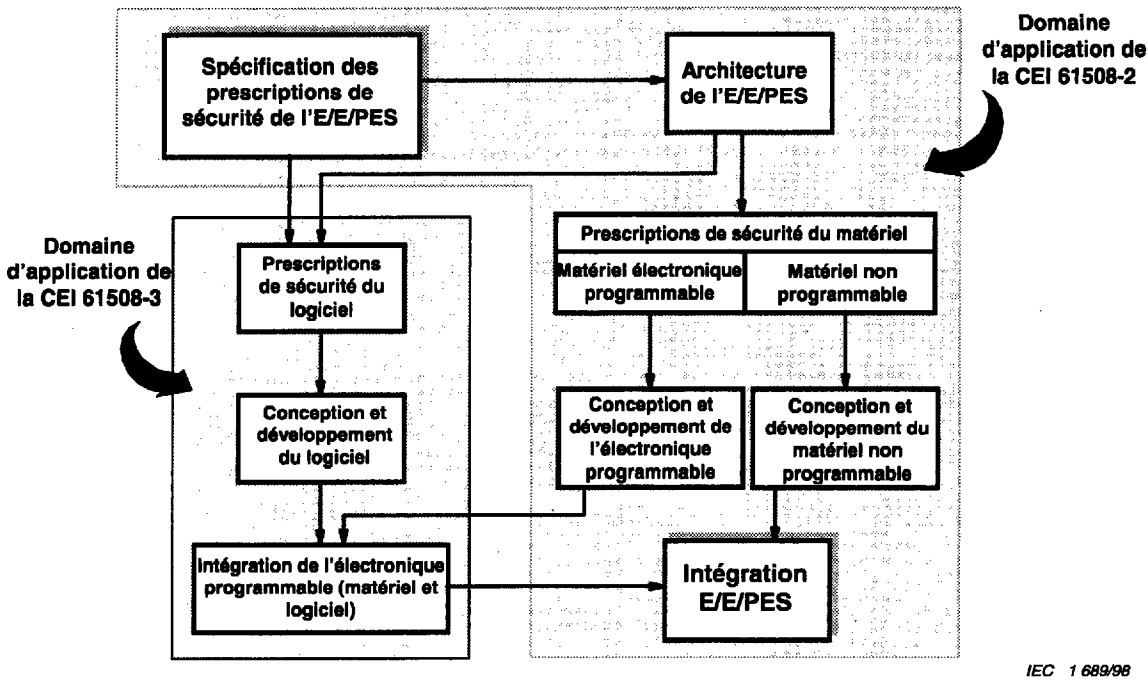 Domaine
d'application de
la CEI 61508-2
Spécification des
prescriptions de
sécurité de l'E/E/PES
Architecture
de l'E/E/PES
Domaine
d'application de
la CEI 61508-3
Prescriptions
de sécurité du
logiciel
Prescriptions de sécurité du matériel
Matériel électronique
programmable
Matériel non
programmable
Conception et
développement
du logiciel
Conception et
développement de
l'électronique
programmable
Conception et
développement du
matériel non
programmable
Intégration de l'électronique
programmable (matériel et
logiciel)
Intégration
E/E/PES
IEC 1 689/98